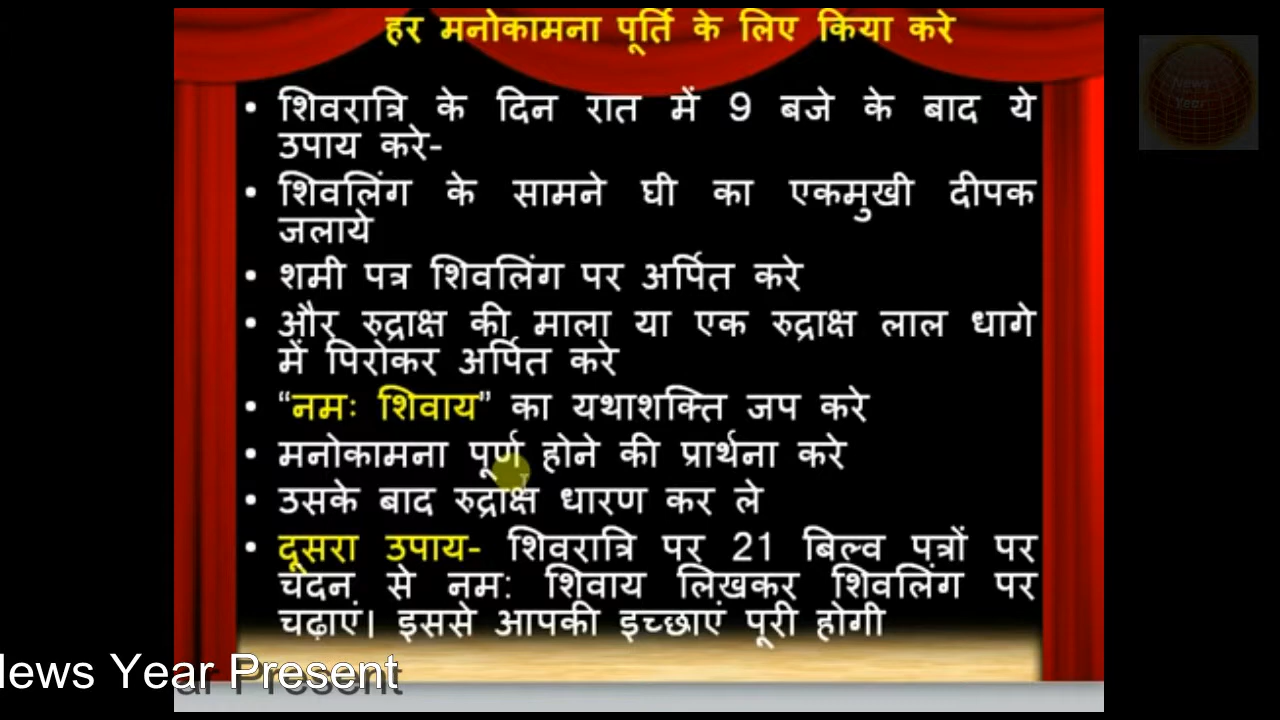 हर मनोकामना पूर्ति के लिए किया करे
• शिवरात्रि के दिन रात में 9 बजे के बाद ये
उपाय करे-
• शिवलिंग के सामने घी का एकमुखी दीपक
जलाये
• शमी पत्र शिवलिंग पर अर्पित करे
• और रुद्राक्ष की माला या एक रुद्राक्ष लाल धागे
में पिरोकर अर्पित करे
• “नमः शिवाय” का यथाशक्ति जप करे
• मनोकामना पूर्ण होने की प्रार्थना करे
• उसके बाद रुद्राक्ष धारण कर ले
• दूसरा उपाय- शिवरात्रि पर 21 बिल्व पत्रों पर
चंदन से नम: शिवाय लिखकर शिवलिंग पर
चढ़ाएं। इससे आपकी इच्छाएं पूरी होगी
News Year Present
News
Year